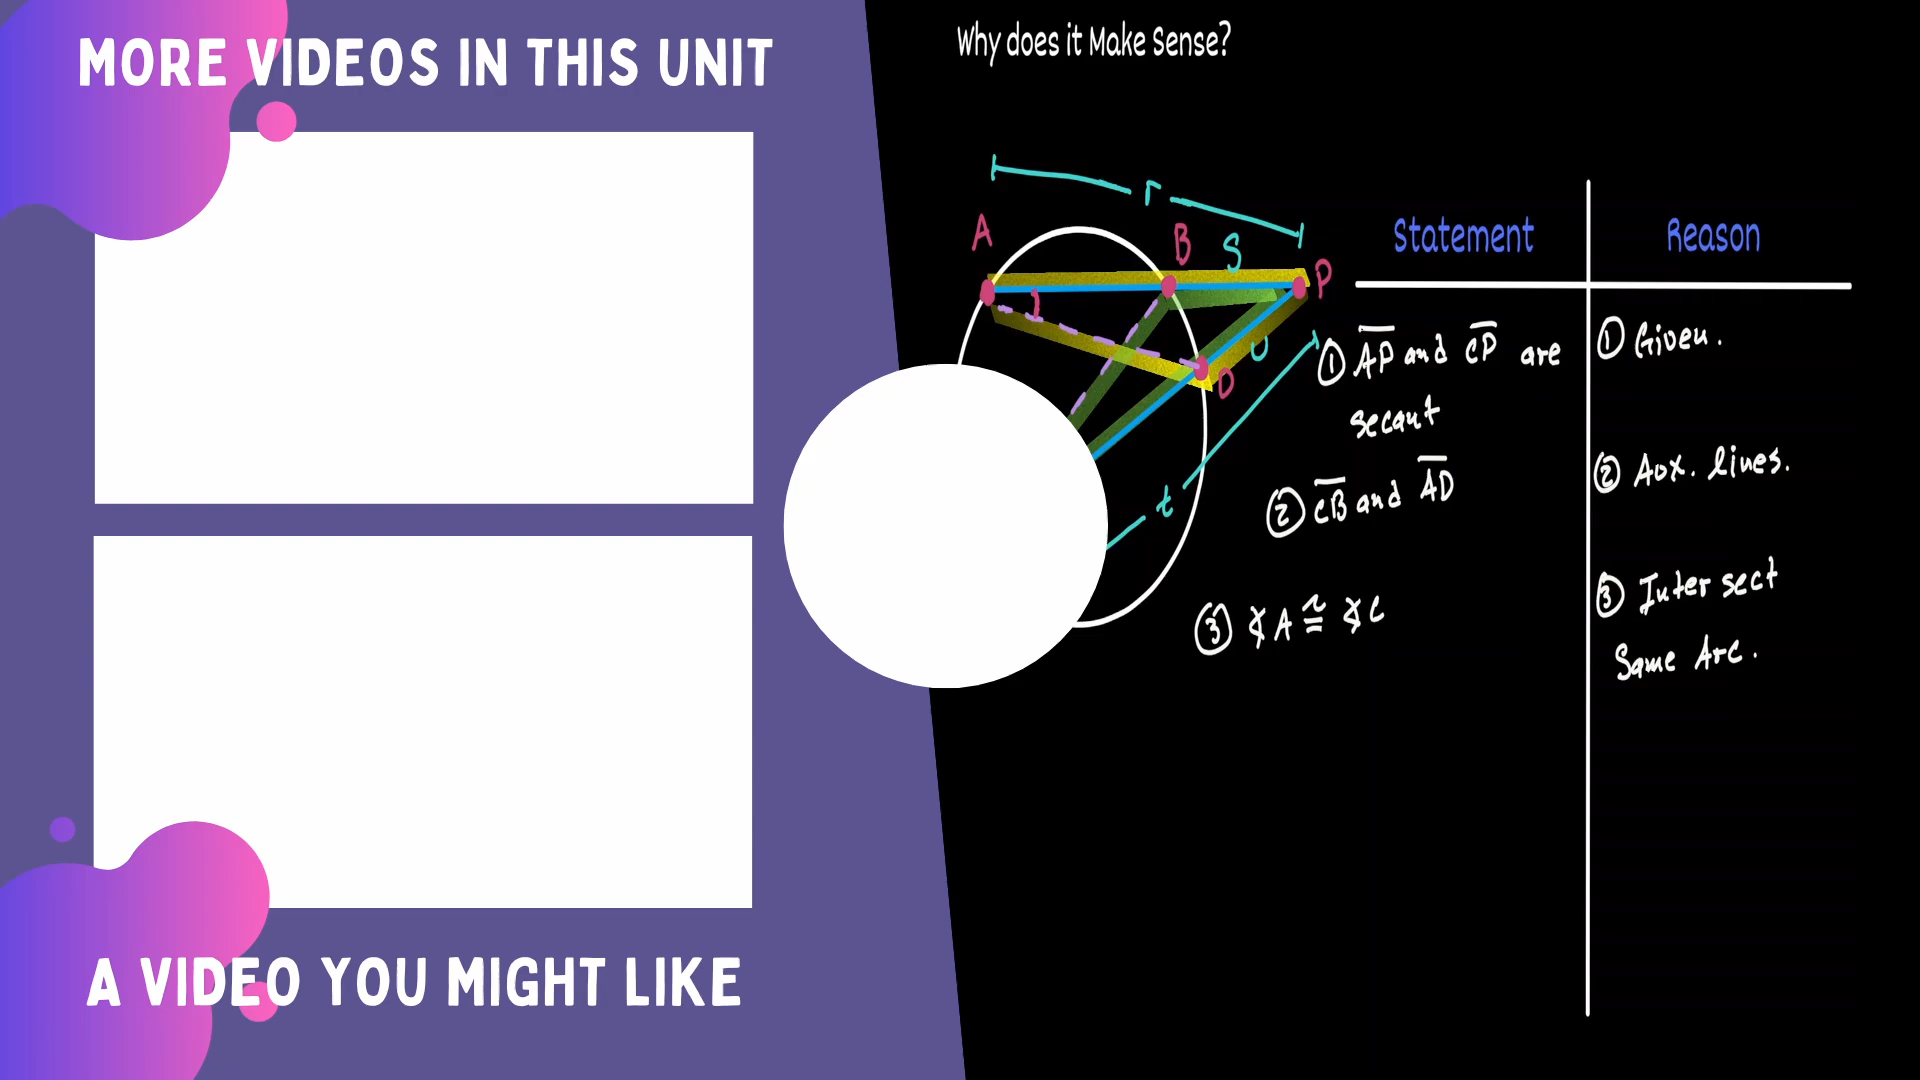 MORE VIDEOS IN THIS UNIT
A VIDEO YOU MIGHT LIKE
Why does it Make Sense?
r
A
B
S
P
D
U
t
Statement
Reason
① AP and CP are
secant
① Given.
② CB and AD
② Aux. lines.
③ ∢A ≅ ∢C
③ Inter sect
Same Arc.